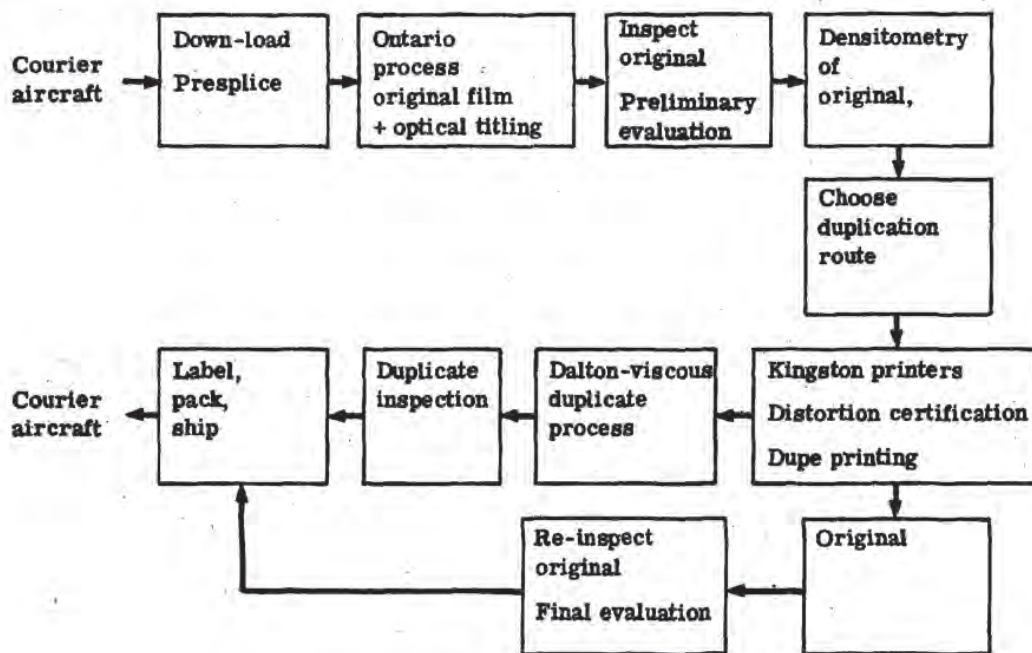 Courier
aircraft
Down-load
Presplice
Ontario
process
original film
+ optical titling
Inspect
original
Preliminary
evaluation
Densitometry
of
original,
Choose
duplication
route
Kingston printers
Distortion certification
Dupe printing
Dalton-viscous
duplicate
process
Duplicate
inspection
Label,
pack,
ship
Courier
aircraft
Original
Re-inspect
original
Final evaluation